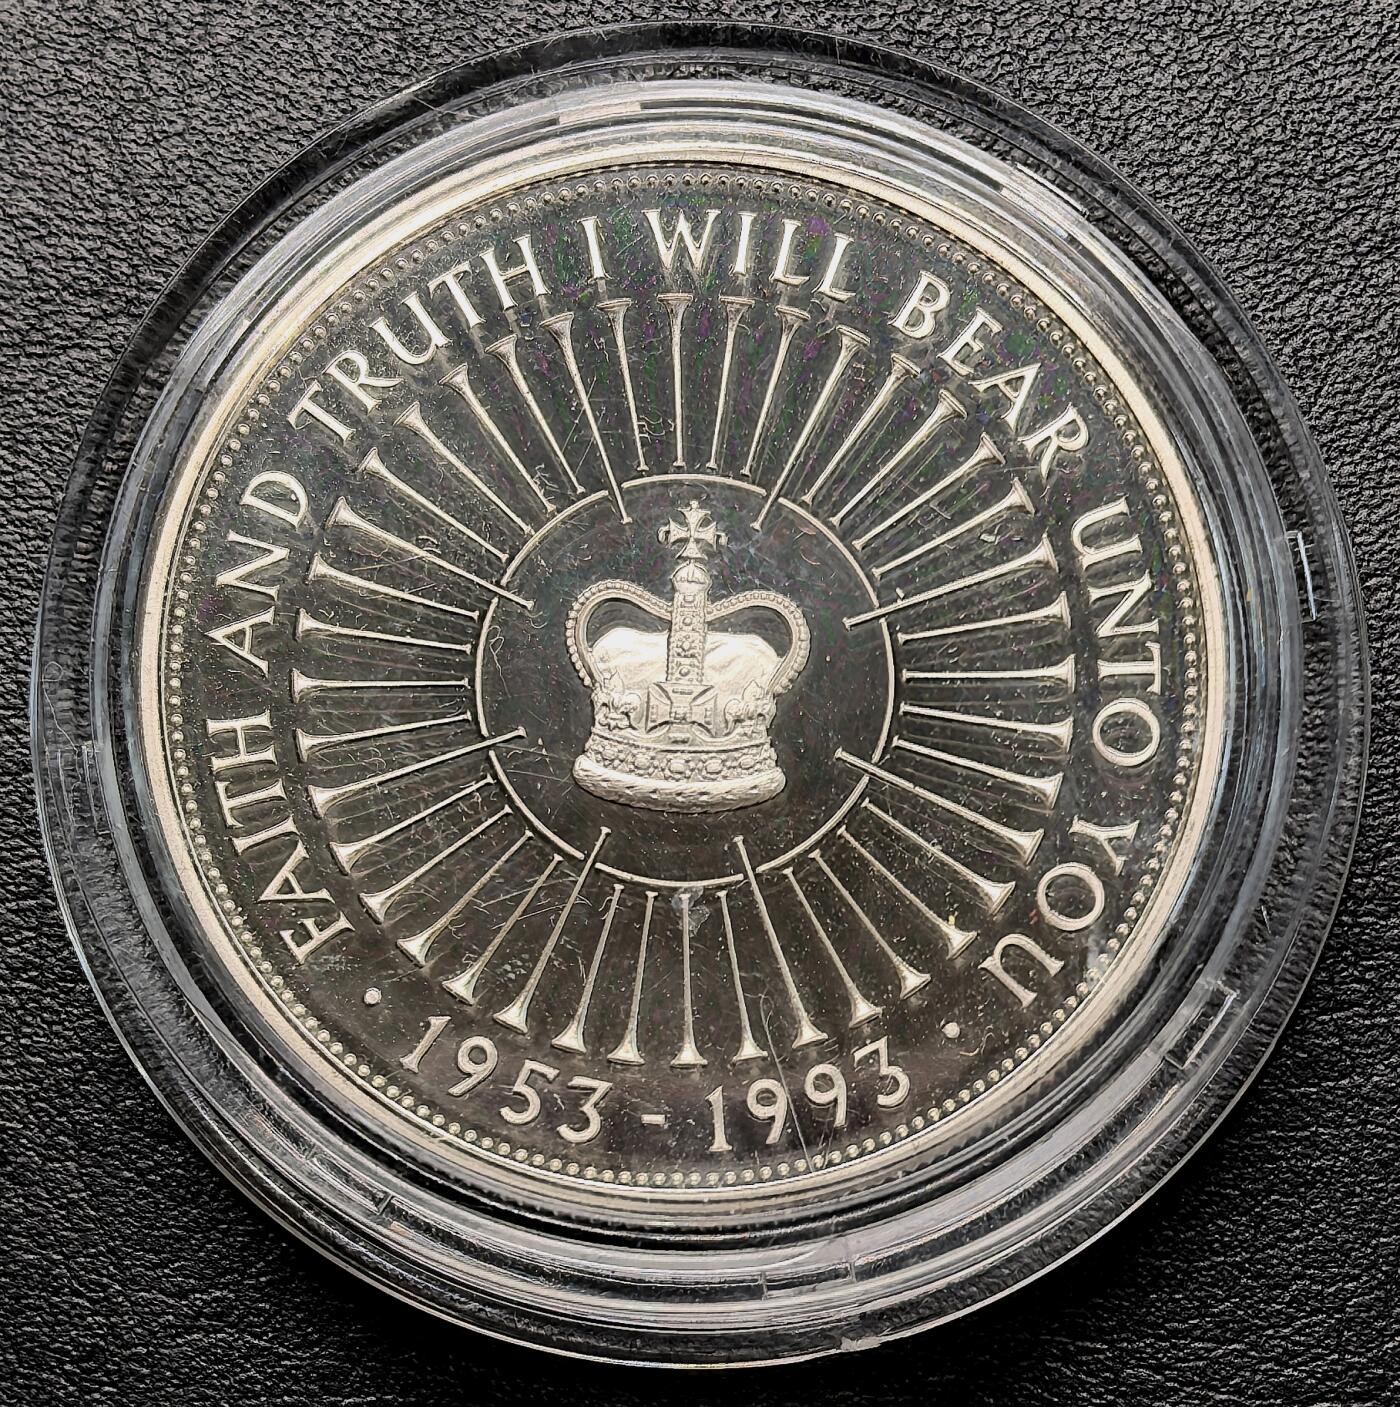 FAITH AND TRUTH I WILL BEAR UNTO YOU
· 1953 - 1993 ·